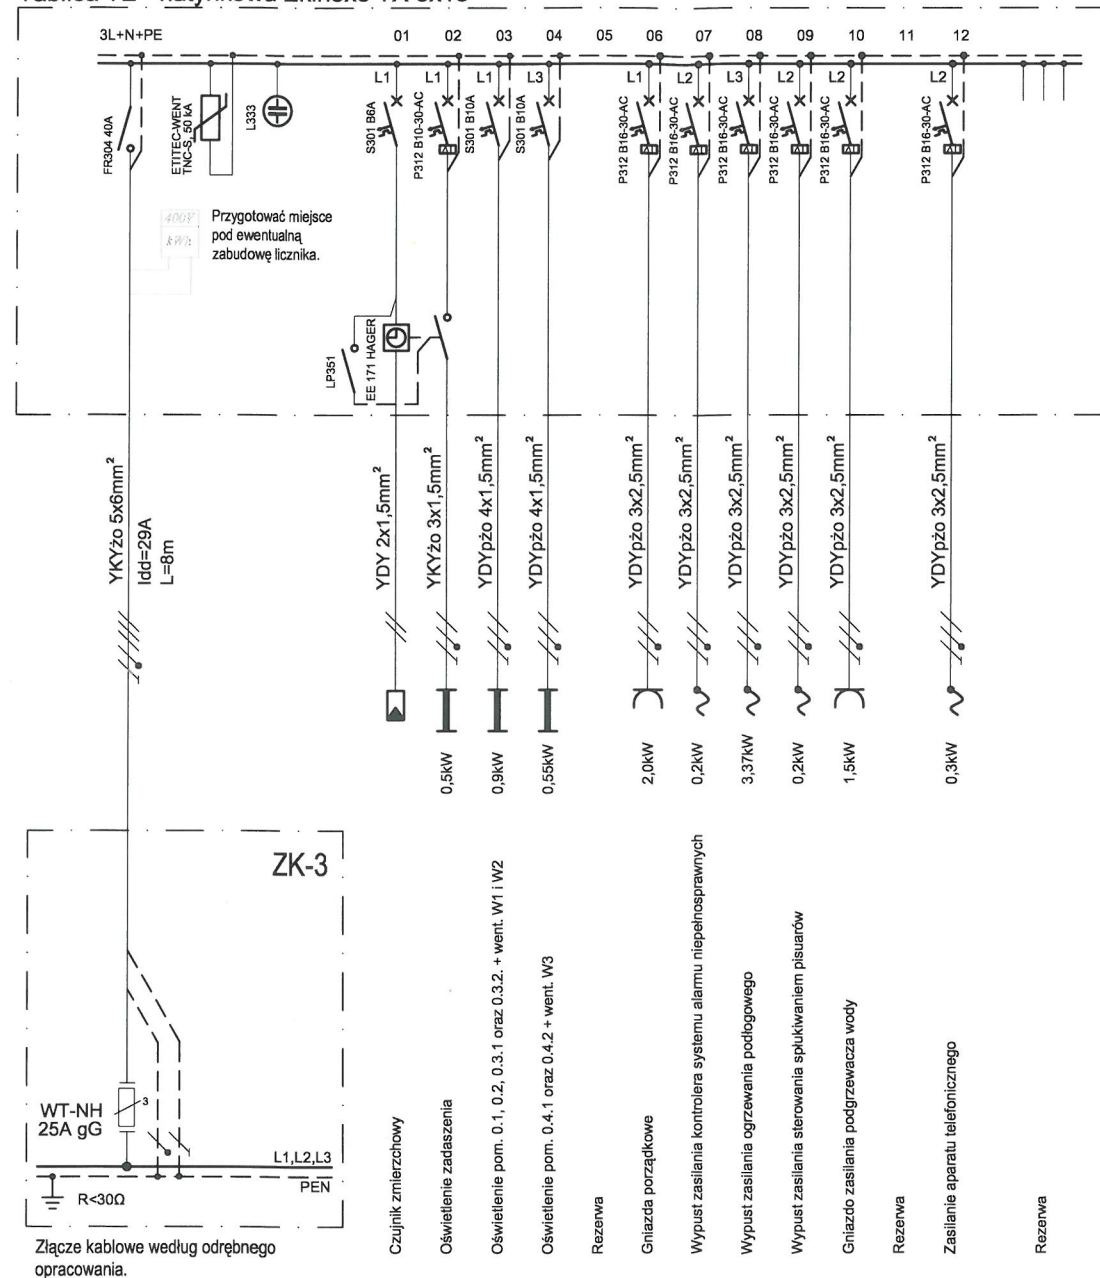 3L+N+PE
01
02
03
04
05
06
07
08
09
10
11
12
L1
L1
L1
L3
L1
L2
L3
L2
L2
L2
FR304 40A
ETITEC-WENT
TNC-S, 50 kA
L333
S301 B6A
P312 B10-30-AC
S301 B10A
S301 B10A
P312 B16-30-AC
P312 B16-30-AC
P312 B16-30-AC
P312 B16-30-AC
P312 B16-30-AC
P312 B16-30-AC
400V
kWh
Przygotować miejsce
pod ewentualną
zabudowę licznika.
LP351
EE 171 HAGER
YKYżo 5x6mm²
Idd=29A
L=8m
YDY 2x1,5mm²
YKYżo 3x1,5mm²
YDYpżo 4x1,5mm²
YDYpżo 4x1,5mm²
YDYpżo 3x2,5mm²
YDYpżo 3x2,5mm²
YDYpżo 3x2,5mm²
YDYpżo 3x2,5mm²
YDYpżo 3x2,5mm²
YDYpżo 3x2,5mm²
0,5kW
0,9kW
0,55kW
2,0kW
0,2kW
3,37kW
0,2kW
1,5kW
0,3kW
ZK-3
WT-NH
25A gG
3
L1,L2,L3
PEN
R<30Ω
Złącze kablowe według odrębnego
opracowania.
Czujnik zmierzchowy
Oświetlenie zadaszenia
Oświetlenie pom. 0.1, 0.2, 0.3.1 oraz 0.3.2. + went. W1 i W2
Oświetlenie pom. 0.4.1 oraz 0.4.2 + went. W3
Rezerwa
Gniazda porządkowe
Wypust zasilania kontrolera systemu alarmu niepełnosprawnych
Wypust zasilania ogrzewania podłogowego
Wypust zasilania sterowania spłukiwaniem pisuarów
Gniazdo zasilania podgrzewacza wody
Rezerwa
Zasilanie aparatu telefonicznego
Rezerwa